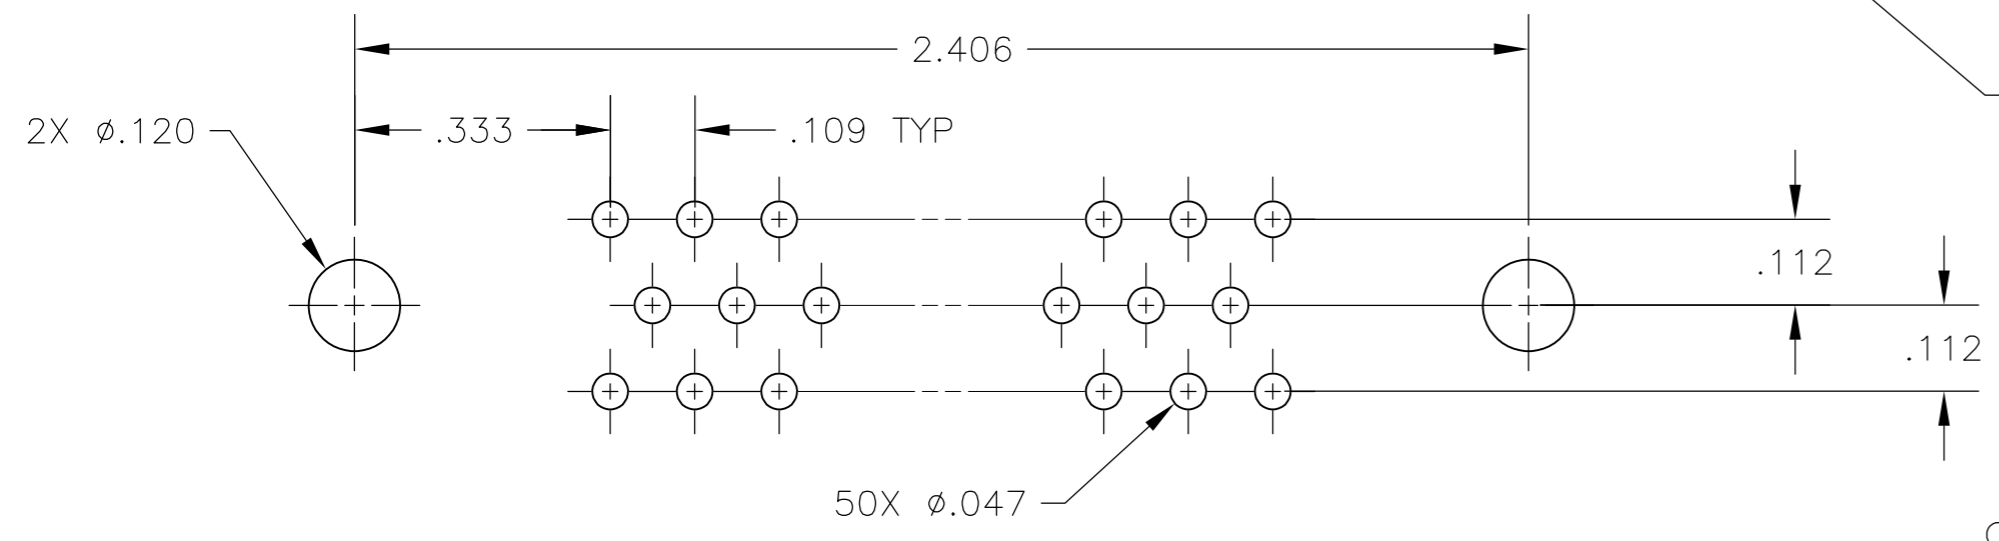 2.406
2X ⌀.120
.333
.109 TYP
.112
.112
50X ⌀.047